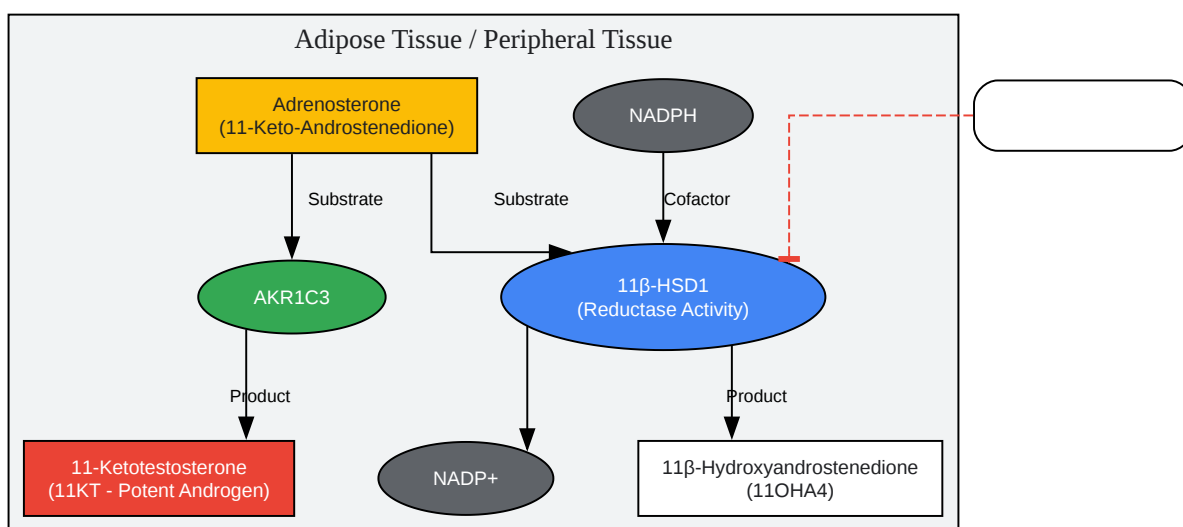 Adipose Tissue / Peripheral Tissue
Adrenosterone
(11-Keto-Androstenedione)
NADPH
Substrate
Substrate
Cofactor
AKR1C3
11β-HSD1
(Reductase Activity)
Product
Product
11-Ketotestosterone
(11KT - Potent Androgen)
NADP+
11β-Hydroxyandrostenedione
(11OHA4)